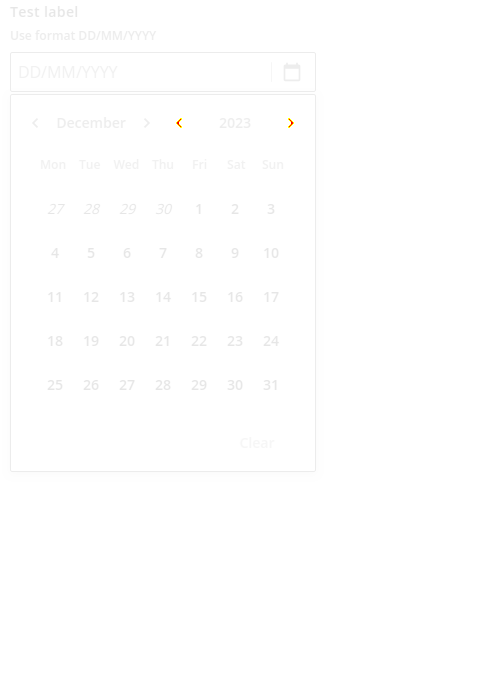 Test label
Use format DD/MM/YYYY
DD/MM/YYYY
December 2023
Mon Tue Wed Thu Fri Sat Sun
27 28 29 30 1 2 3
4 5 6 7 8 9 10
11 12 13 14 15 16 17
18 19 20 21 22 23 24
25 26 27 28 29 30 31
Clear